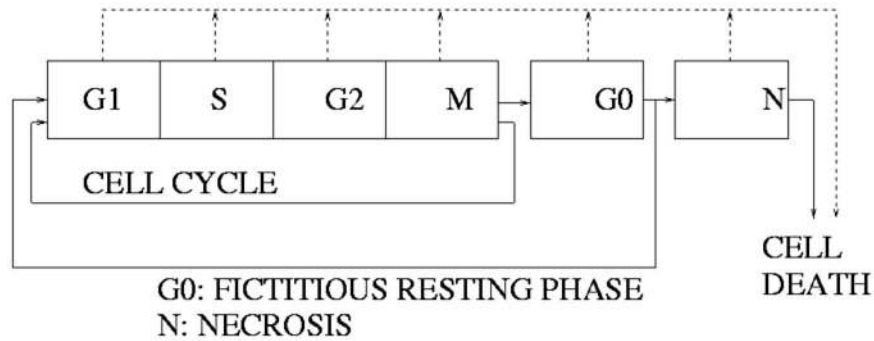 G1 S G2 M G0 N
CELL CYCLE
CELL
DEATH
G0: FICTITIOUS RESTING PHASE
N: NECROSIS